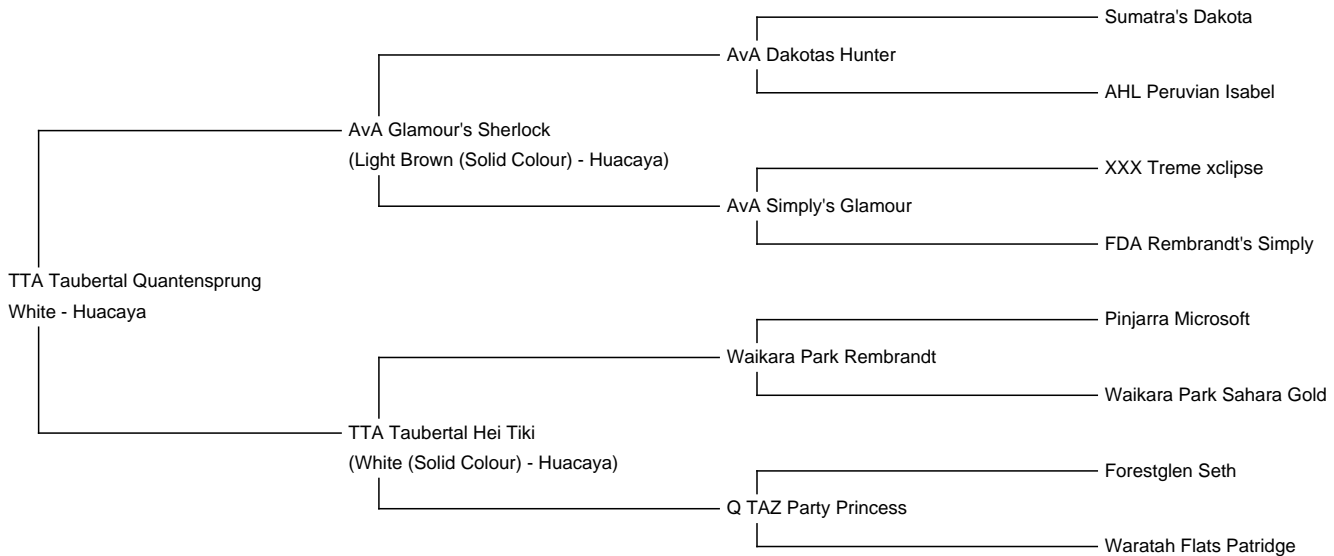 Sumatra's Dakota
AvA Dakotas Hunter
AHL Peruvian Isabel
AvA Glamour's Sherlock
(Light Brown (Solid Colour) - Huacaya)
XXX Treme xclipse
AvA Simply's Glamour
FDA Rembrandt's Simply
TTA Taubertal Quantensprung
White - Huacaya
Pinjarra Microsoft
Waikara Park Rembrandt
Waikara Park Sahara Gold
TTA Taubertal Hei Tiki
(White (Solid Colour) - Huacaya)
Forestglen Seth
Q TAZ Party Princess
Waratah Flats Patridge